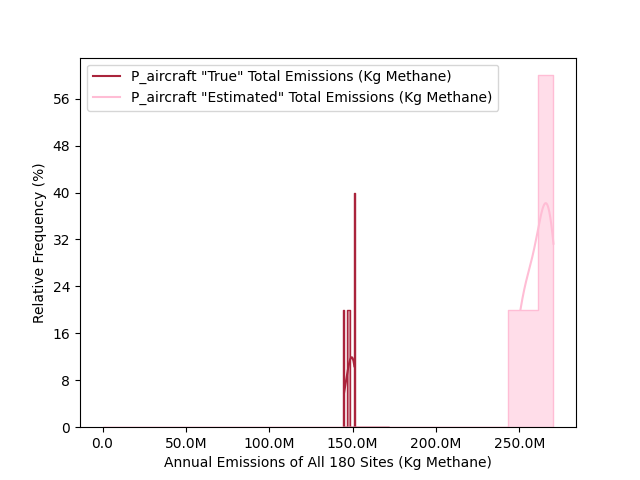 P_aircraft "True" Total Emissions (Kg Methane)
P_aircraft "Estimated" Total Emissions (Kg Methane)
56
48
40
32
24
16
8
0
Relative Frequency (%)
0.0 50.0M 100.0M 150.0M 200.0M 250.0M
Annual Emissions of All 180 Sites (Kg Methane)